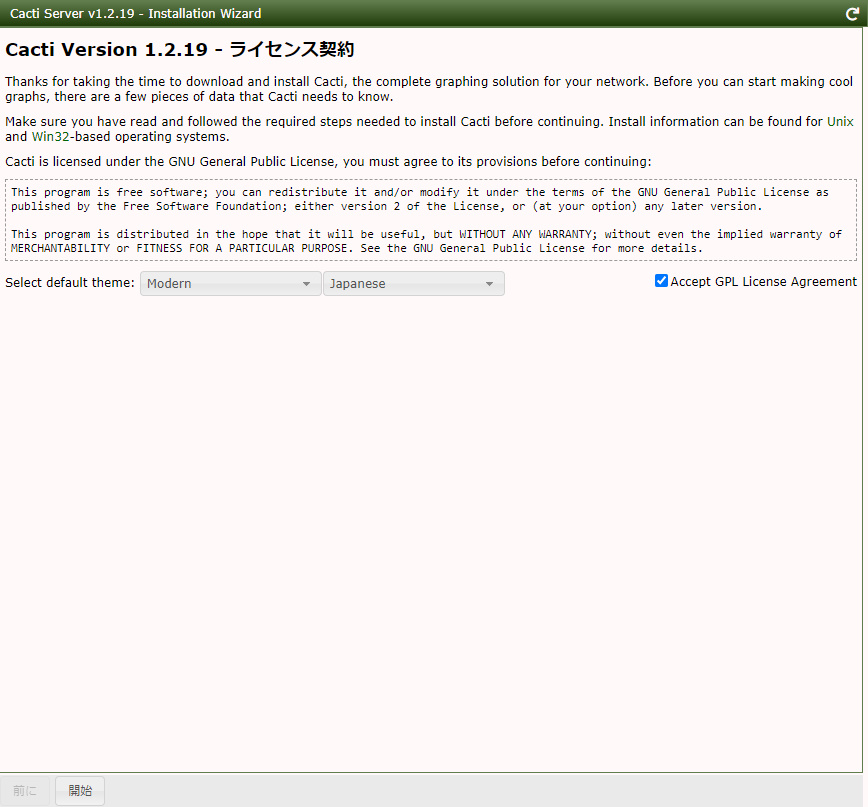 Cacti Server v1.2.19 - Installation Wizard
Cacti Version 1.2.19 - ライセンス契約
Thanks for taking the time to download and install Cacti, the complete graphing solution for your network. Before you can start making cool
graphs, there are a few pieces of data that Cacti needs to know.
Make sure you have read and followed the required steps needed to install Cacti before continuing. Install information can be found for Unix
and Win32-based operating systems.
Cacti is licensed under the GNU General Public License, you must agree to its provisions before continuing:
This program is free software; you can redistribute it and/or modify it under the terms of the GNU General Public License as
published by the Free Software Foundation; either version 2 of the License, or (at your option) any later version.
This program is distributed in the hope that it will be useful, but WITHOUT ANY WARRANTY; without even the implied warranty of
MERCHANTABILITY or FITNESS FOR A PARTICULAR PURPOSE. See the GNU General Public License for more details.
Select default theme: Modern Japanese Accept GPL License Agreement
前に 開始